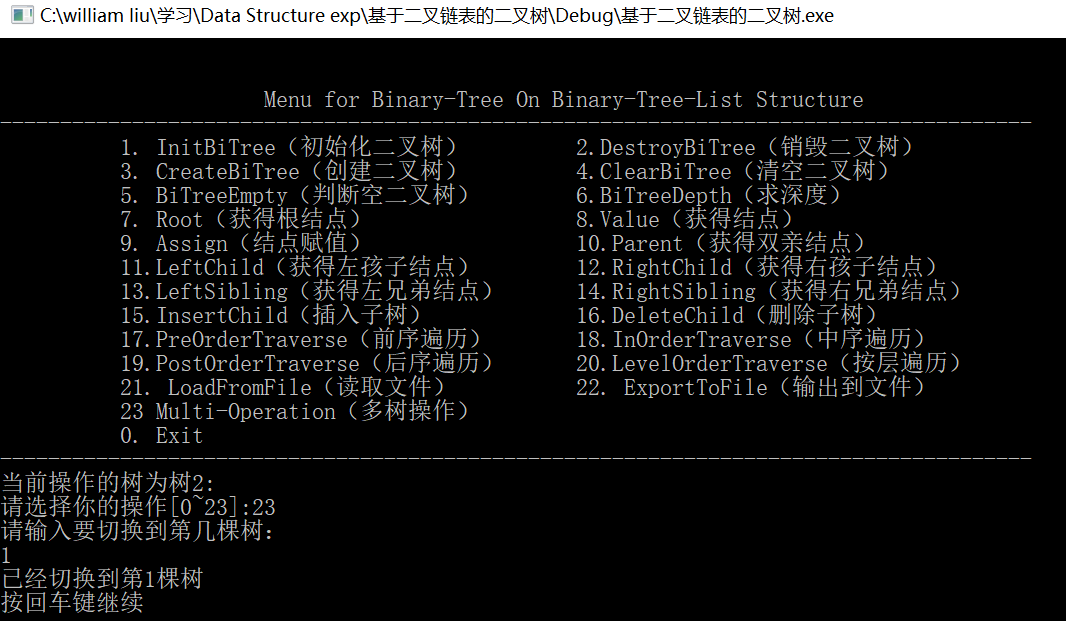 C:\william liu\学习\Data Structure exp\基于二叉链表的二叉树\Debug\基于二叉链表的二叉树.exe
Menu for Binary-Tree On Binary-Tree-List Structure
1. InitBiTree（初始化二叉树） 2.DestroyBiTree（销毁二叉树）
3. CreateBiTree（创建二叉树） 4.ClearBiTree（清空二叉树）
5. BiTreeEmpty（判断空二叉树） 6.BiTreeDepth（求深度）
7. Root（获得根结点） 8.Value（获得结点）
9. Assign（结点赋值） 10.Parent（获得双亲结点）
11.LeftChild（获得左孩子结点） 12.RightChild（获得右孩子结点）
13.LeftSibling（获得左兄弟结点） 14.RightSibling（获得右兄弟结点）
15.InsertChild（插入子树） 16.DeleteChild（删除子树）
17.PreOrderTraverse（前序遍历） 18.InOrderTraverse（中序遍历）
19.PostOrderTraverse（后序遍历） 20.LevelOrderTraverse（按层遍历）
21. LoadFromFile（读取文件） 22. ExportToFile（输出到文件）
23 Multi-Operation（多树操作）
0. Exit
当前操作的树为树2:
请选择你的操作[0~23]:23
请输入要切换到第几棵树：
1
已经切换到第1棵树
按回车键继续